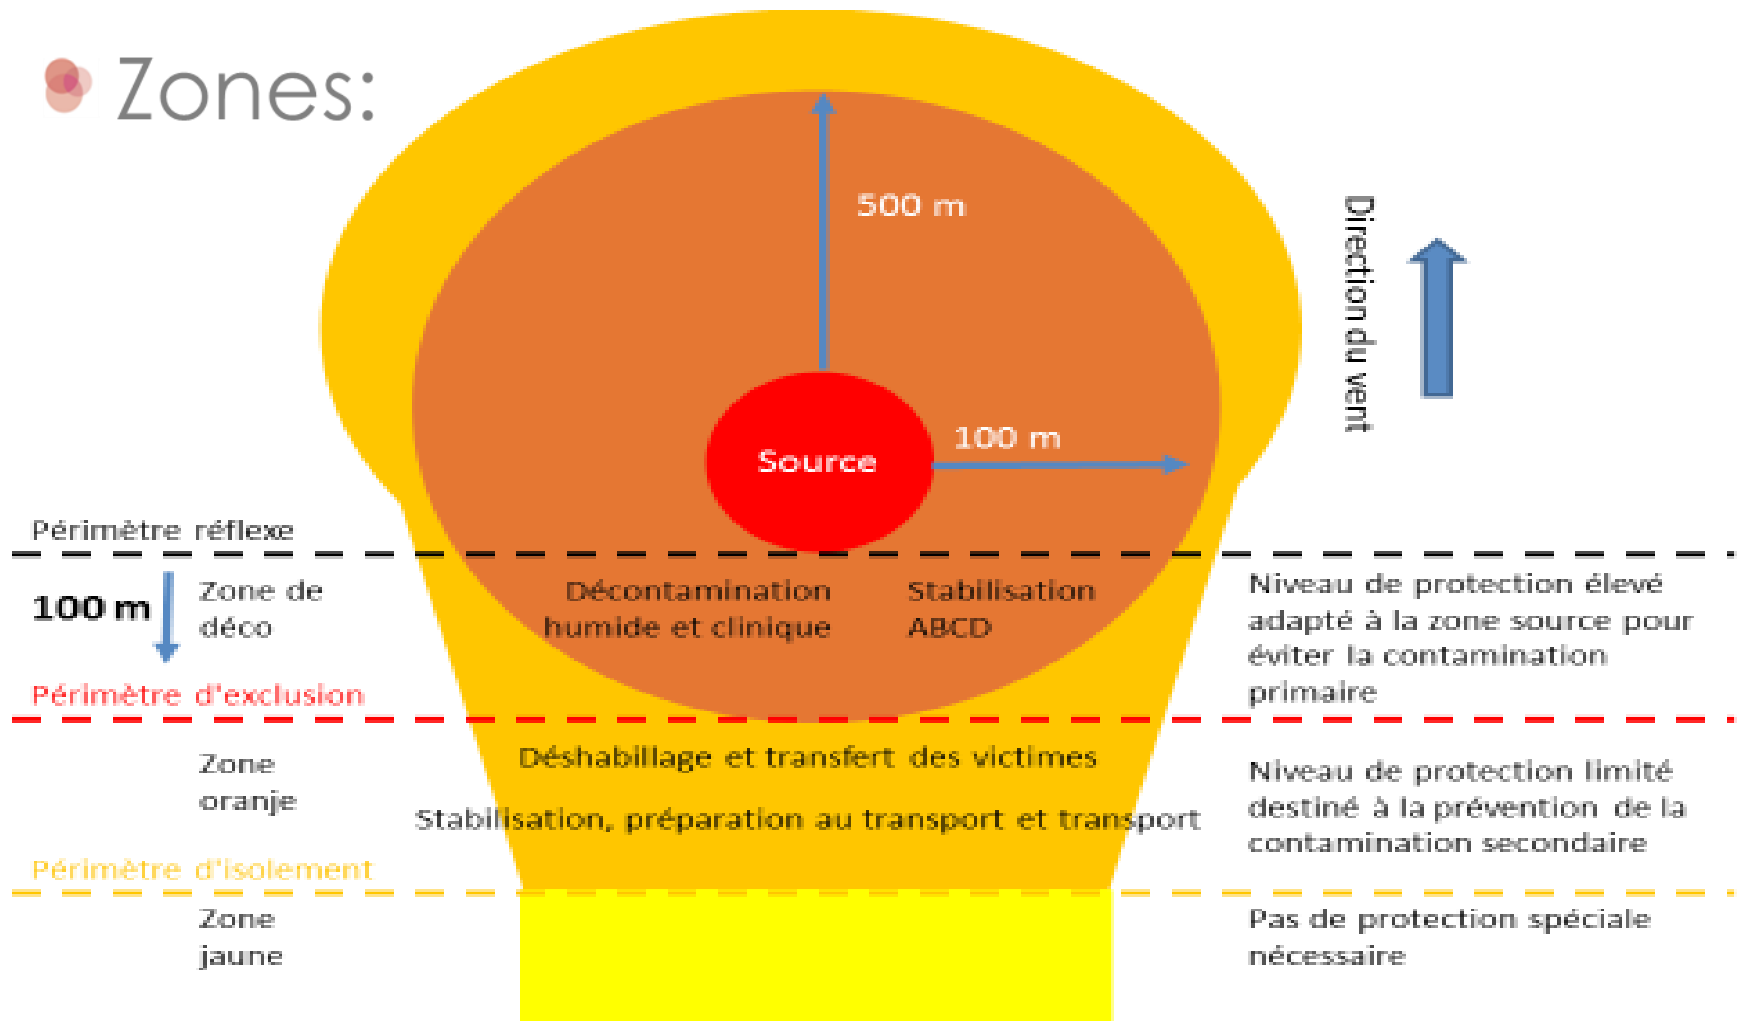 Zones:
500 m
Direction du vent
100 m
Source
Périmètre réflexe
100 m
Zone de
déco
Décontamination
humide et clinique
Stabilisation
ABCD
Niveau de protection élevé
adapté à la zone source pour
éviter la contamination
primaire
Périmètre d'exclusion
Zone
oranje
Déshabillage et transfert des victimes
Stabilisation, préparation au transport et transport
Niveau de protection limité
destiné à la prévention de la
contamination secondaire
Périmètre d'isolement
Zone
jaune
Pas de protection spéciale
nécessaire